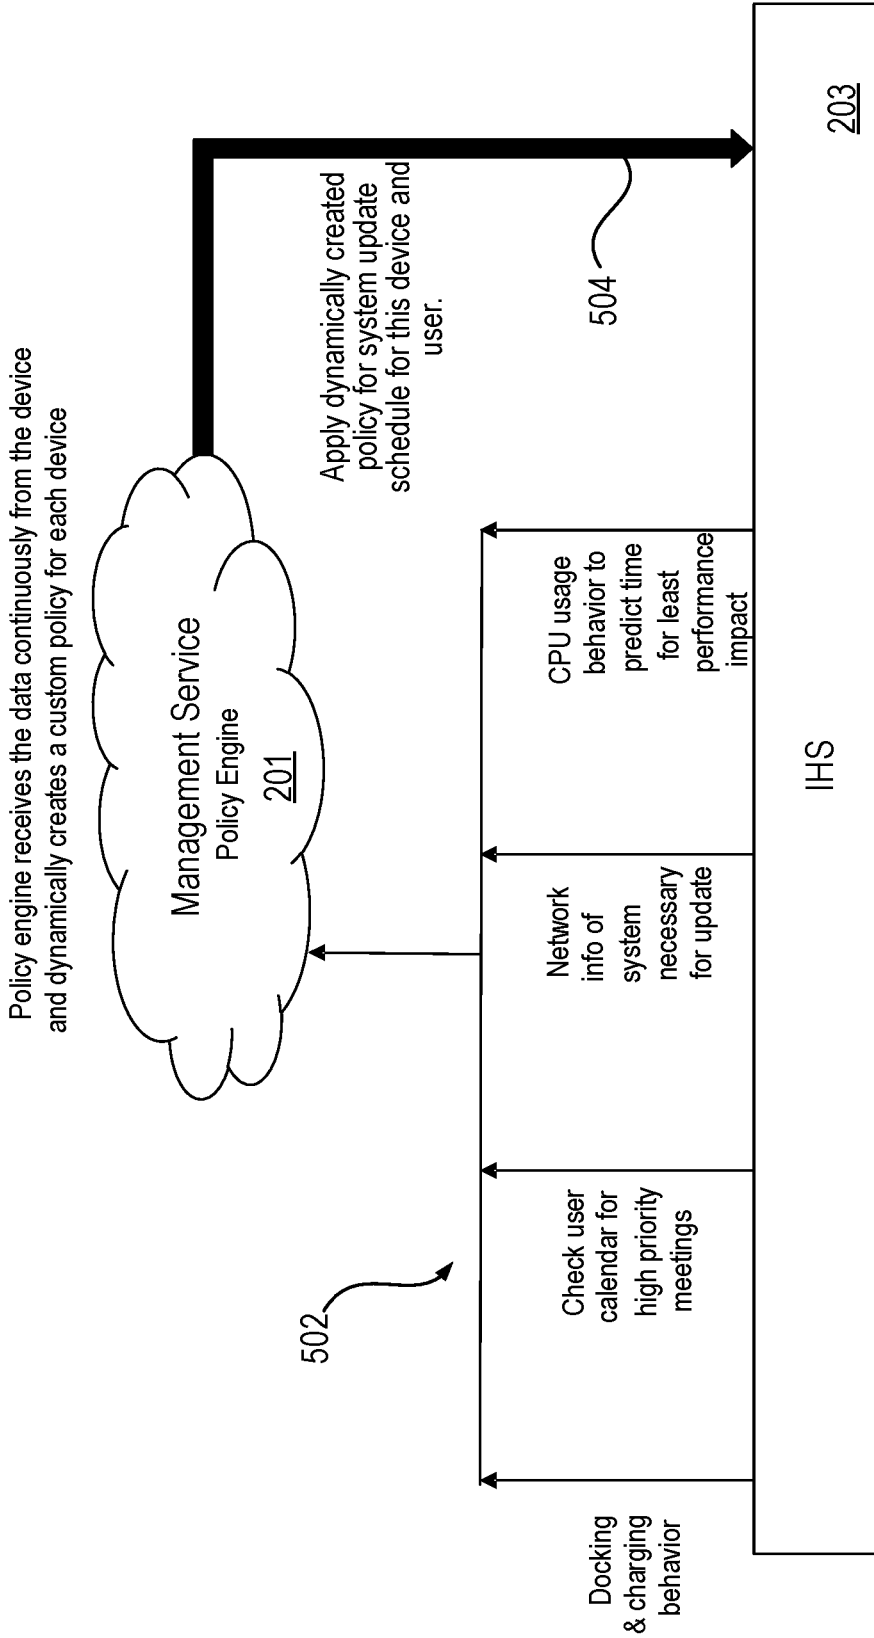 Policy engine receives the data continuously from the device
and dynamically creates a custom policy for each device
Management Service
Policy Engine
201
Apply dynamically created
policy for system update
schedule for this device and
user.
502
504
Docking
& charging
behavior
Check user
calendar for
high priority
meetings
Network
info of
system
necessary
for update
CPU usage
behavior to
predict time
for least
performance
impact
IHS
203